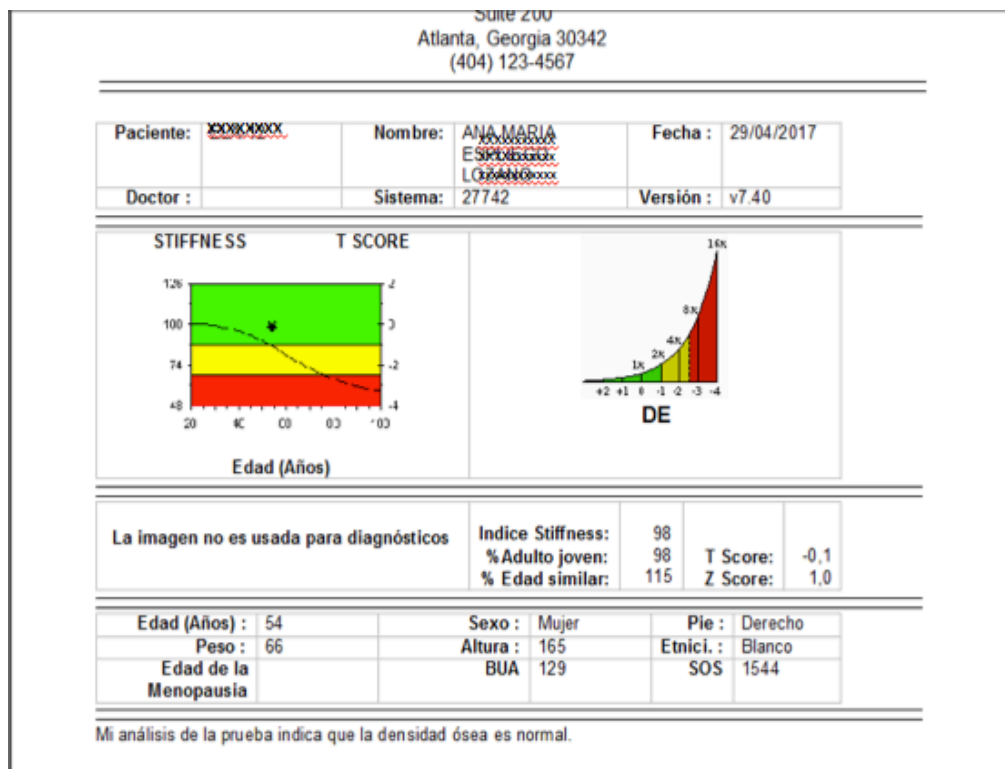 Suite 200
Atlanta, Georgia 30342
(404) 123-4567
Paciente: XXXXXXXX Nombre: Fecha : 29/04/2017
Doctor : Sistema: 27742 Versión : v7.40
STIFFNESS T SCORE
100 0
74 -2
48 -4
20
Edad (Años)
16x
8x
4x
2x
1x
+2 +1 0 -1 -2 -3 -4
DE
La imagen no es usada para diagnósticos
Indice Stiffness: 98
%Adulto joven: 98 T Score: -0,1
% Edad similar: 115 Z Score: 1,0
Edad (Años) : 54 Sexo : Mujer Pie : Derecho
Peso : 66 Altura : 165 Etnici. : Blanco
Edad de la BUA 129 SOS 1544
Menopausia
Mi análisis de la prueba indica que la densidad ósea es normal.